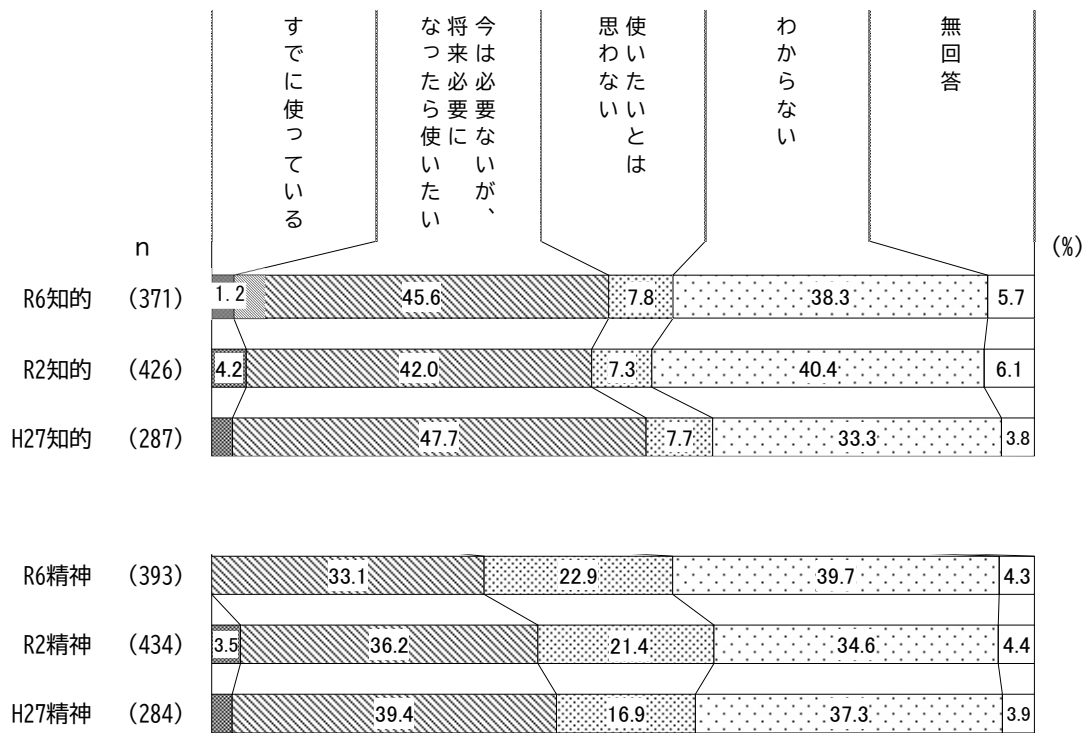 すでに使っている
今は必要ないが、
将来必要に
なったら使いたい
使いたいとは
思わない
わからない
無回答
n
(%)
R6知的 (371) 1.2 45.6 7.8 38.3 5.7
R2知的 (426) 4.2 42.0 7.3 40.4 6.1
H27知的 (287) 47.7 7.7 33.3 3.8
R6精神 (393) 33.1 22.9 39.7 4.3
R2精神 (434) 3.5 36.2 21.4 34.6 4.4
H27精神 (284) 39.4 16.9 37.3 3.9